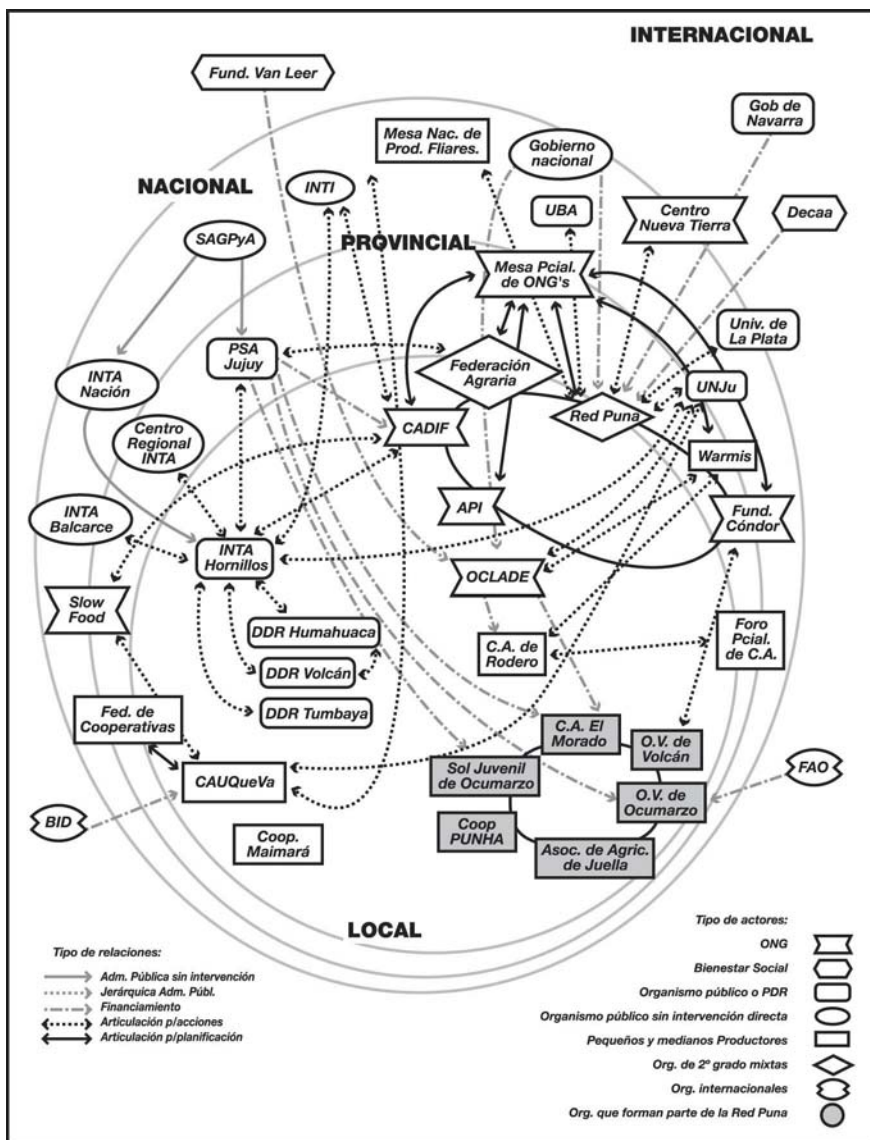 INTERNACIONAL
Fund. Van Leer
Gob de
Navarra
Mesa Nac. de
Prod. Fliares.
Gobierno
nacional
NACIONAL
INTI
UBA
Centro
Nueva Tierra
Decaa
SAGPyA
PROVINCIAL
Mesa Pcial.
de ONG's
Univ. de
La Plata
PSA
Jujuy
Federación
Agraria
UNJu
INTA
Nación
Red Puna
Centro
Regional
INTA
CADIF
Warmis
INTA
Balcarce
API
Fund.
Cóndor
INTA
Hornillos
OCLADE
Slow
Food
DDR Humahuaca
C.A. de
Rodero
Foro
Pcial.
de C.A.
DDR Volcán
DDR Tumbaya
Fed. de
Cooperativas
C.A. El
Morado
O.V. de
Volcán
CAUQueVa
Sol Juvenil
de Ocumarzo
FAO
O.V. de
Ocumarzo
BID
Coop.
Maimará
Coop
PUNHA
Asoc. de Agric.
de Juella
LOCAL
Tipo de relaciones:
Adm. Pública sin intervención
Jerárquica Adm. Públ.
Financiamiento
Articulación p/acciones
Articulación p/planificación
Tipo de actores:
ONG
Bienestar Social
Organismo público o PDR
Organismo público sin intervención directa
Pequeños y medianos Productores
Org. de 2º grado mixtas
Org. internacionales
Org. que forman parte de la Red Puna